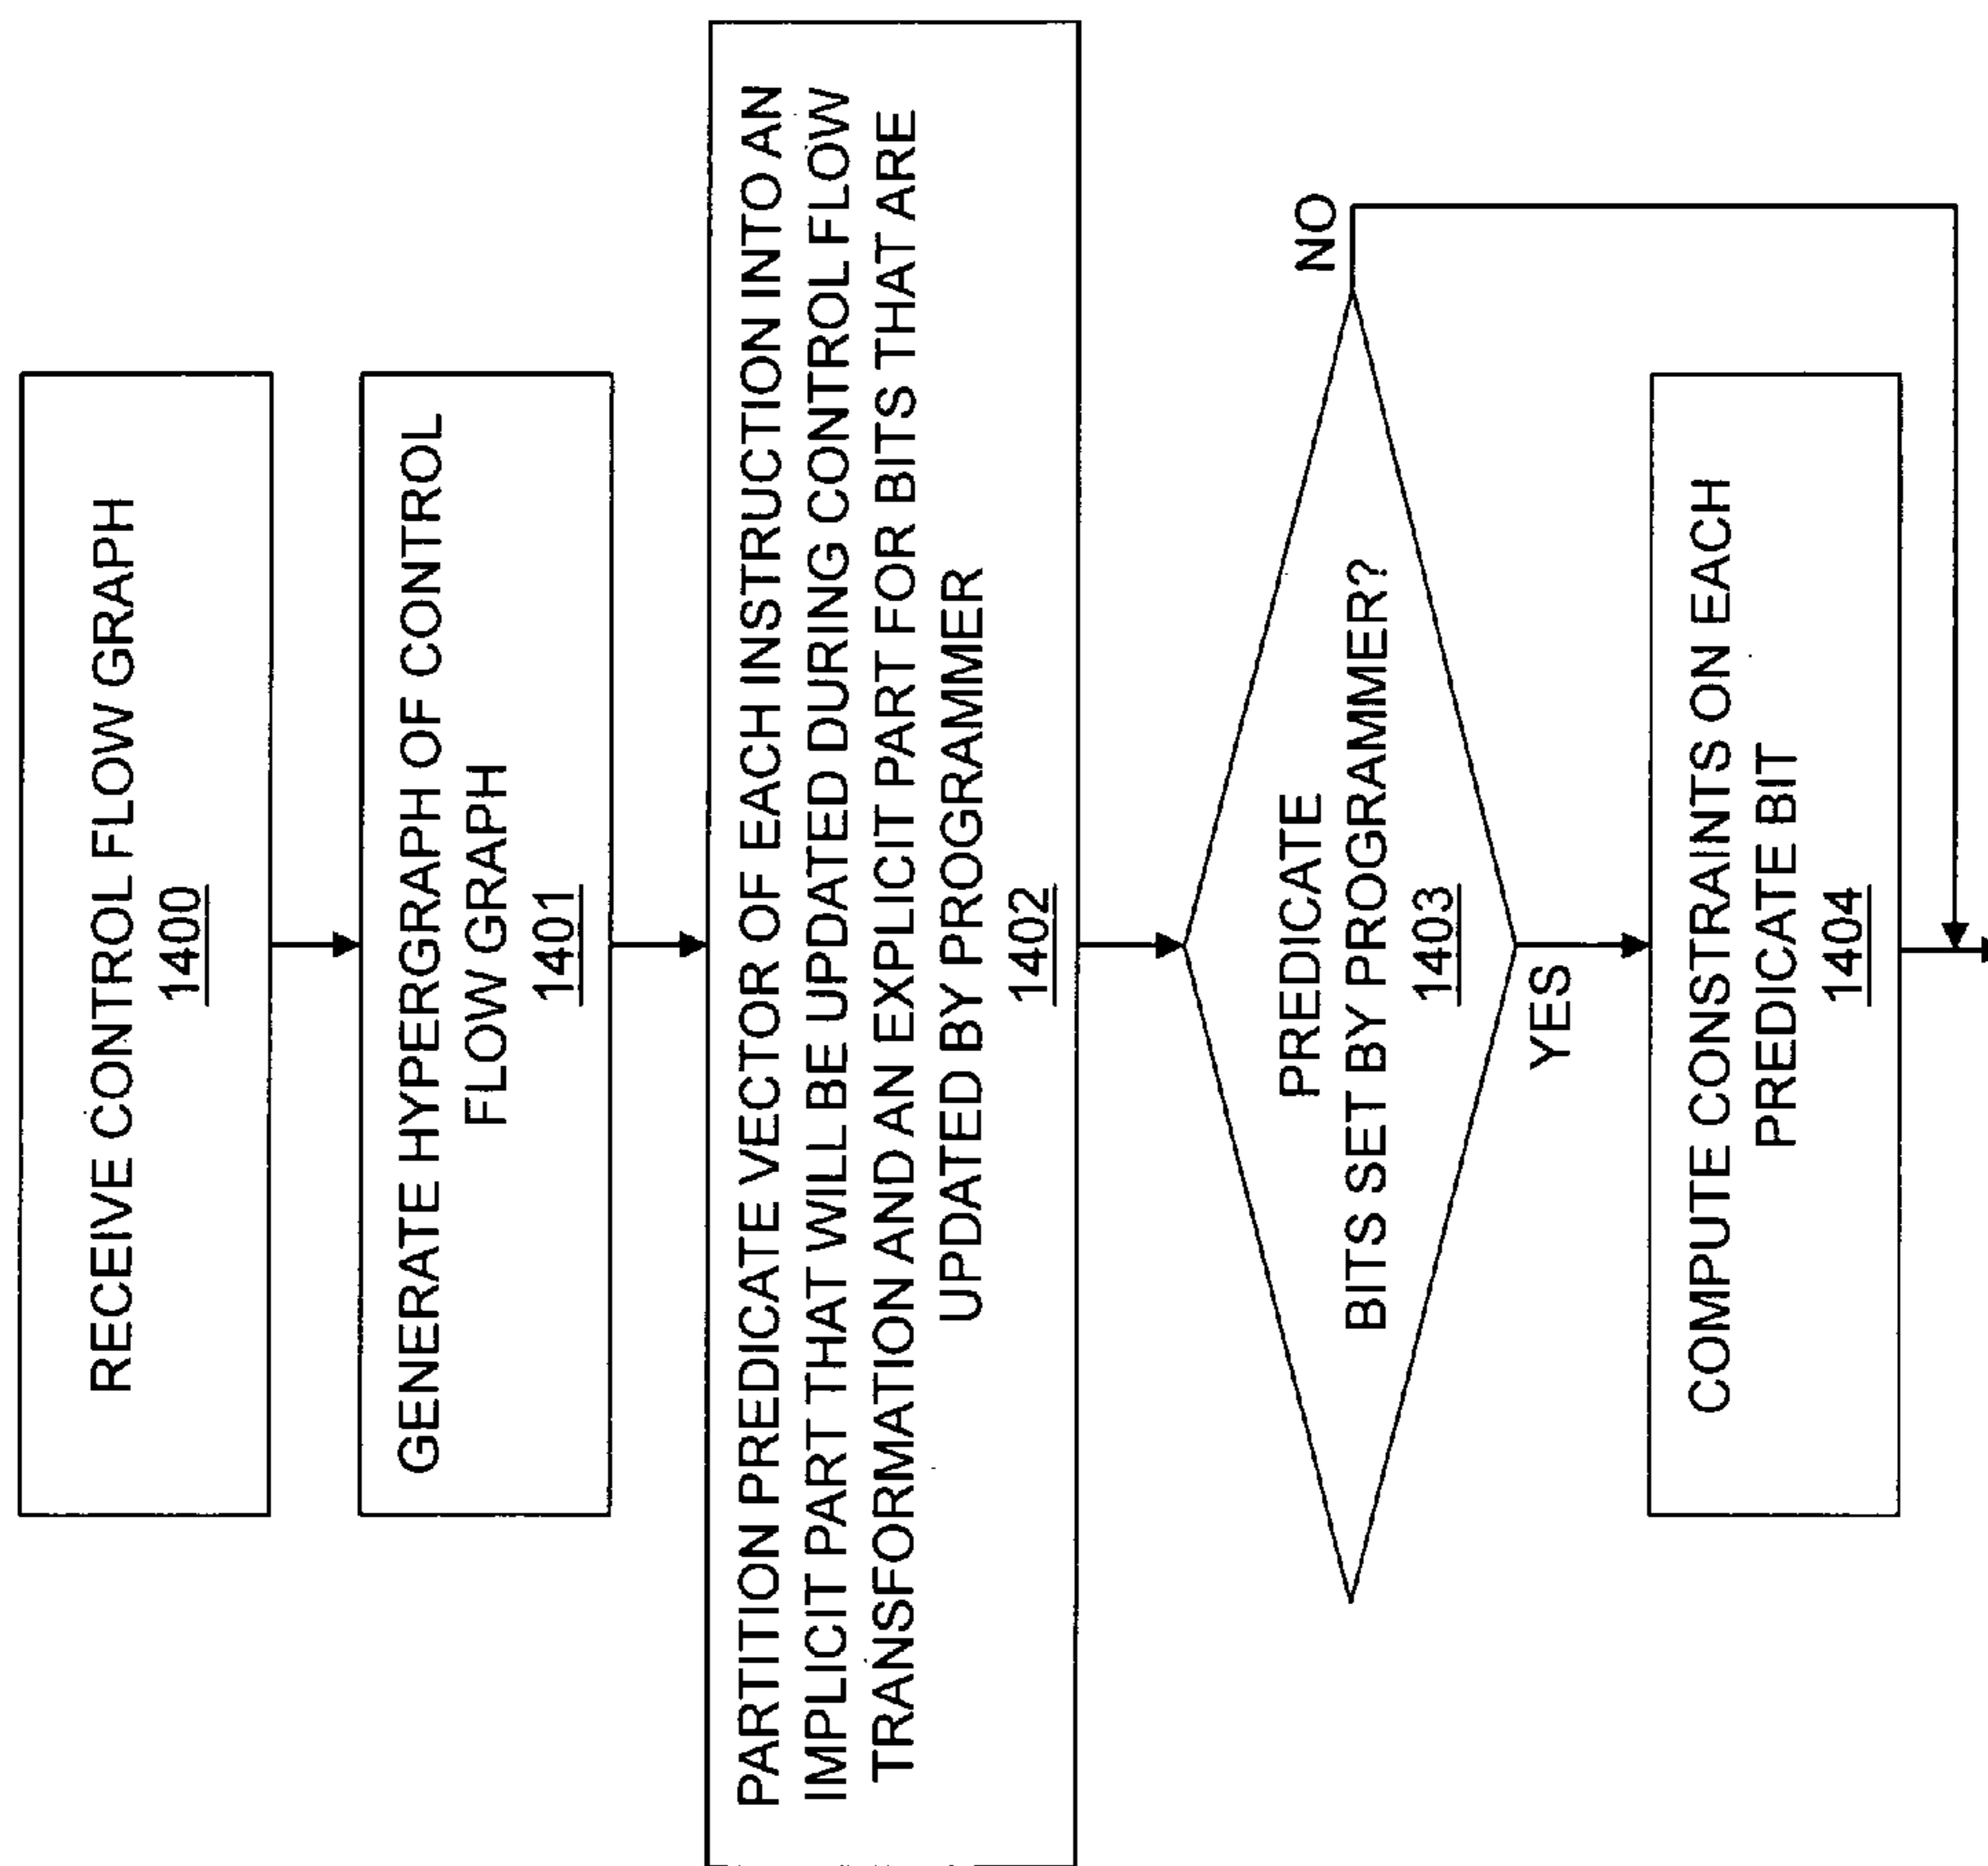 RECEIVE CONTROL FLOW GRAPH
1400
GENERATE HYPERGRAPH OF CONTROL
FLOW GRAPH
1401
PARTITION PREDICATE VECTOR OF EACH INSTRUCTION INTO AN
IMPLICIT PART THAT WILL BE UPDATED DURING CONTROL FLOW
TRANSFORMATION AND AN EXPLICIT PART FOR BITS THAT ARE
UPDATED BY PROGRAMMER
1402
PREDICATE
BITS SET BY PROGRAMMER?
1403
NO
YES
COMPUTE CONSTRAINTS ON EACH
PREDICATE BIT
1404